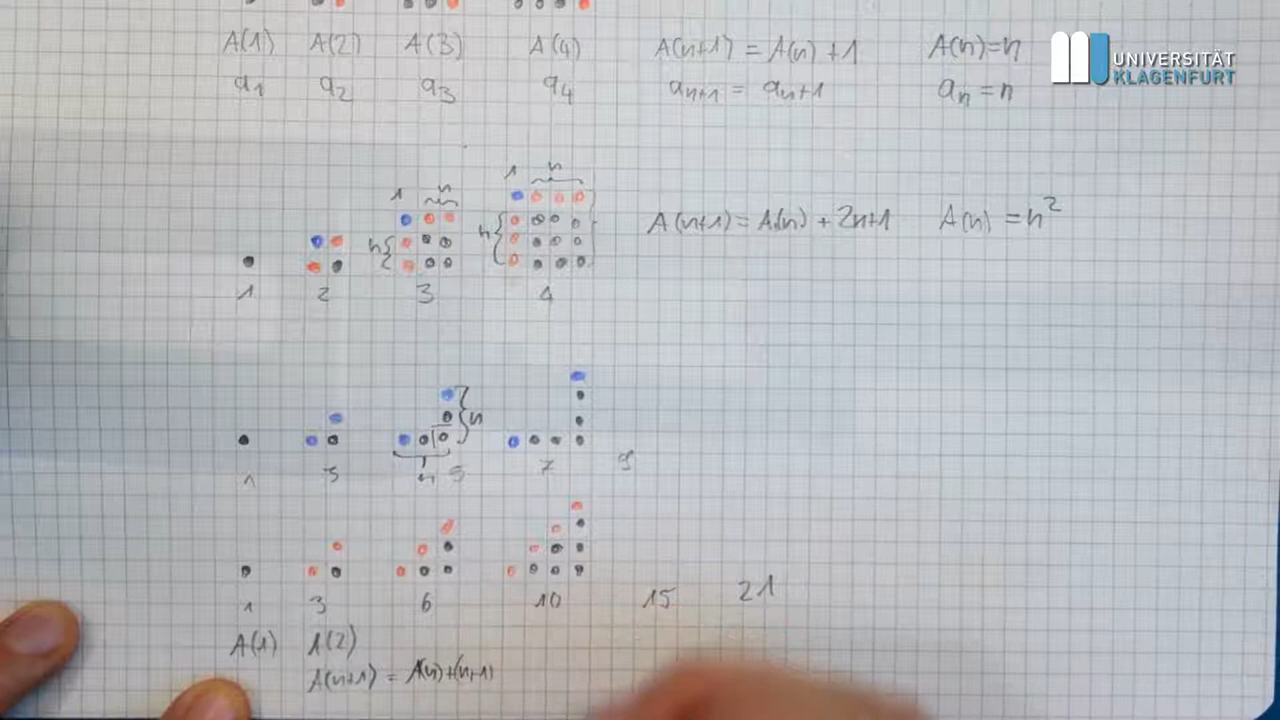 A(1) A(2) A(3) A(4) A(n+1) = A(n) + 1 A(n) = n
a1 a2 a3 a4 an+1 = an+1 an = n
UNIVERSITÄT
KLAGENFURT
1 n 1 n
n n A(n+1) = A(n) + 2n+1 A(n) = n²
1 2 3 4
n
n
1 3 5 7 9
1 3 6 10 15 21
A(1) A(2)
A(n+1) = A(n)+(n+1)